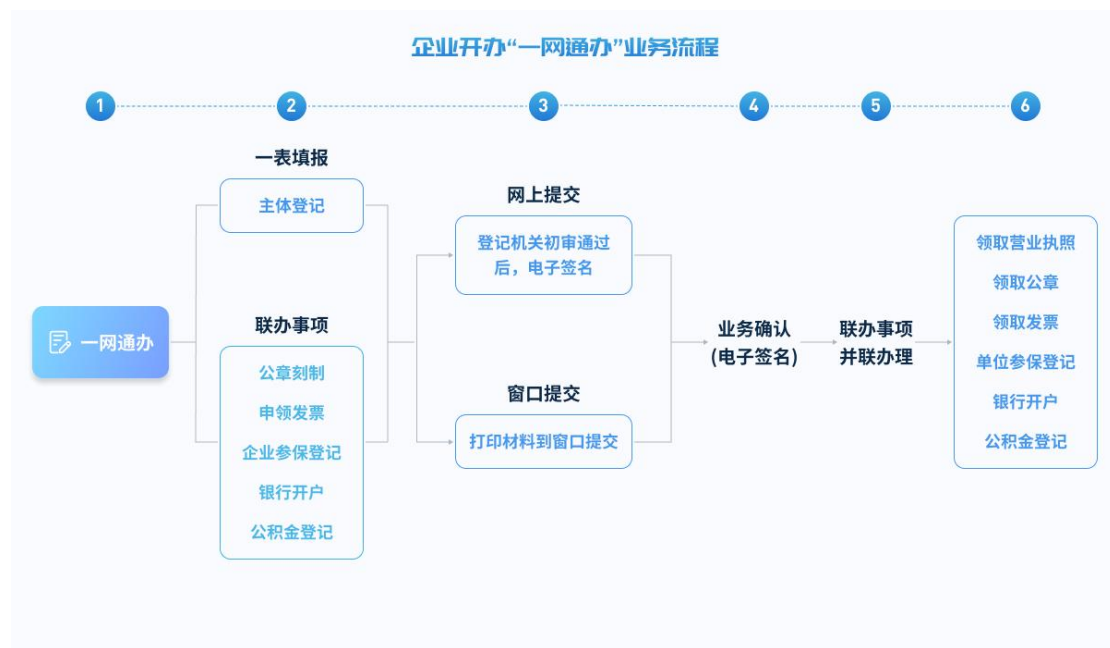 企业开办“一网通办”业务流程
1
2
3
4
5
6
一网通办
一表填报
主体登记
联办事项
公章刻制
申领发票
企业参保登记
银行开户
公积金登记
网上提交
登记机关初审通过
后，电子签名
窗口提交
打印材料到窗口提交
业务确认
(电子签名)
联办事项
并联办理
领取营业执照
领取公章
领取发票
单位参保登记
银行开户
公积金登记